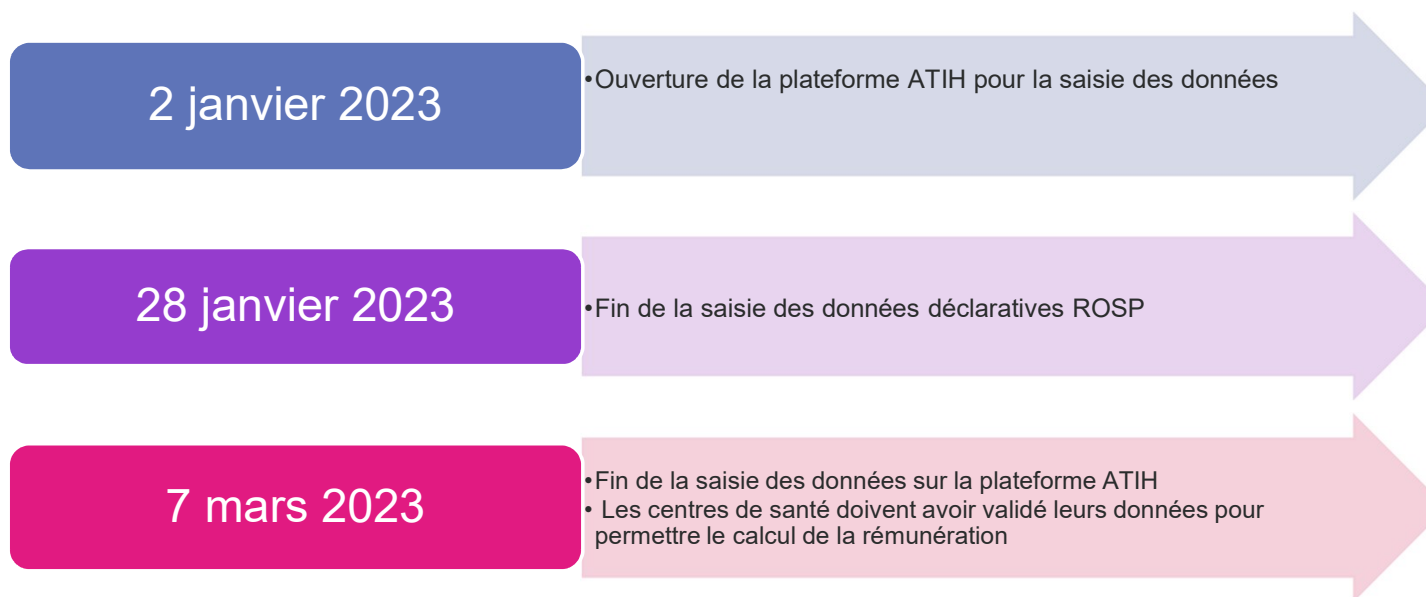 2 janvier 2023
•Ouverture de la plateforme ATIH pour la saisie des données
28 janvier 2023
•Fin de la saisie des données déclaratives ROSP
7 mars 2023
•Fin de la saisie des données sur la plateforme ATIH
• Les centres de santé doivent avoir validé leurs données pour
permettre le calcul de la rémunération